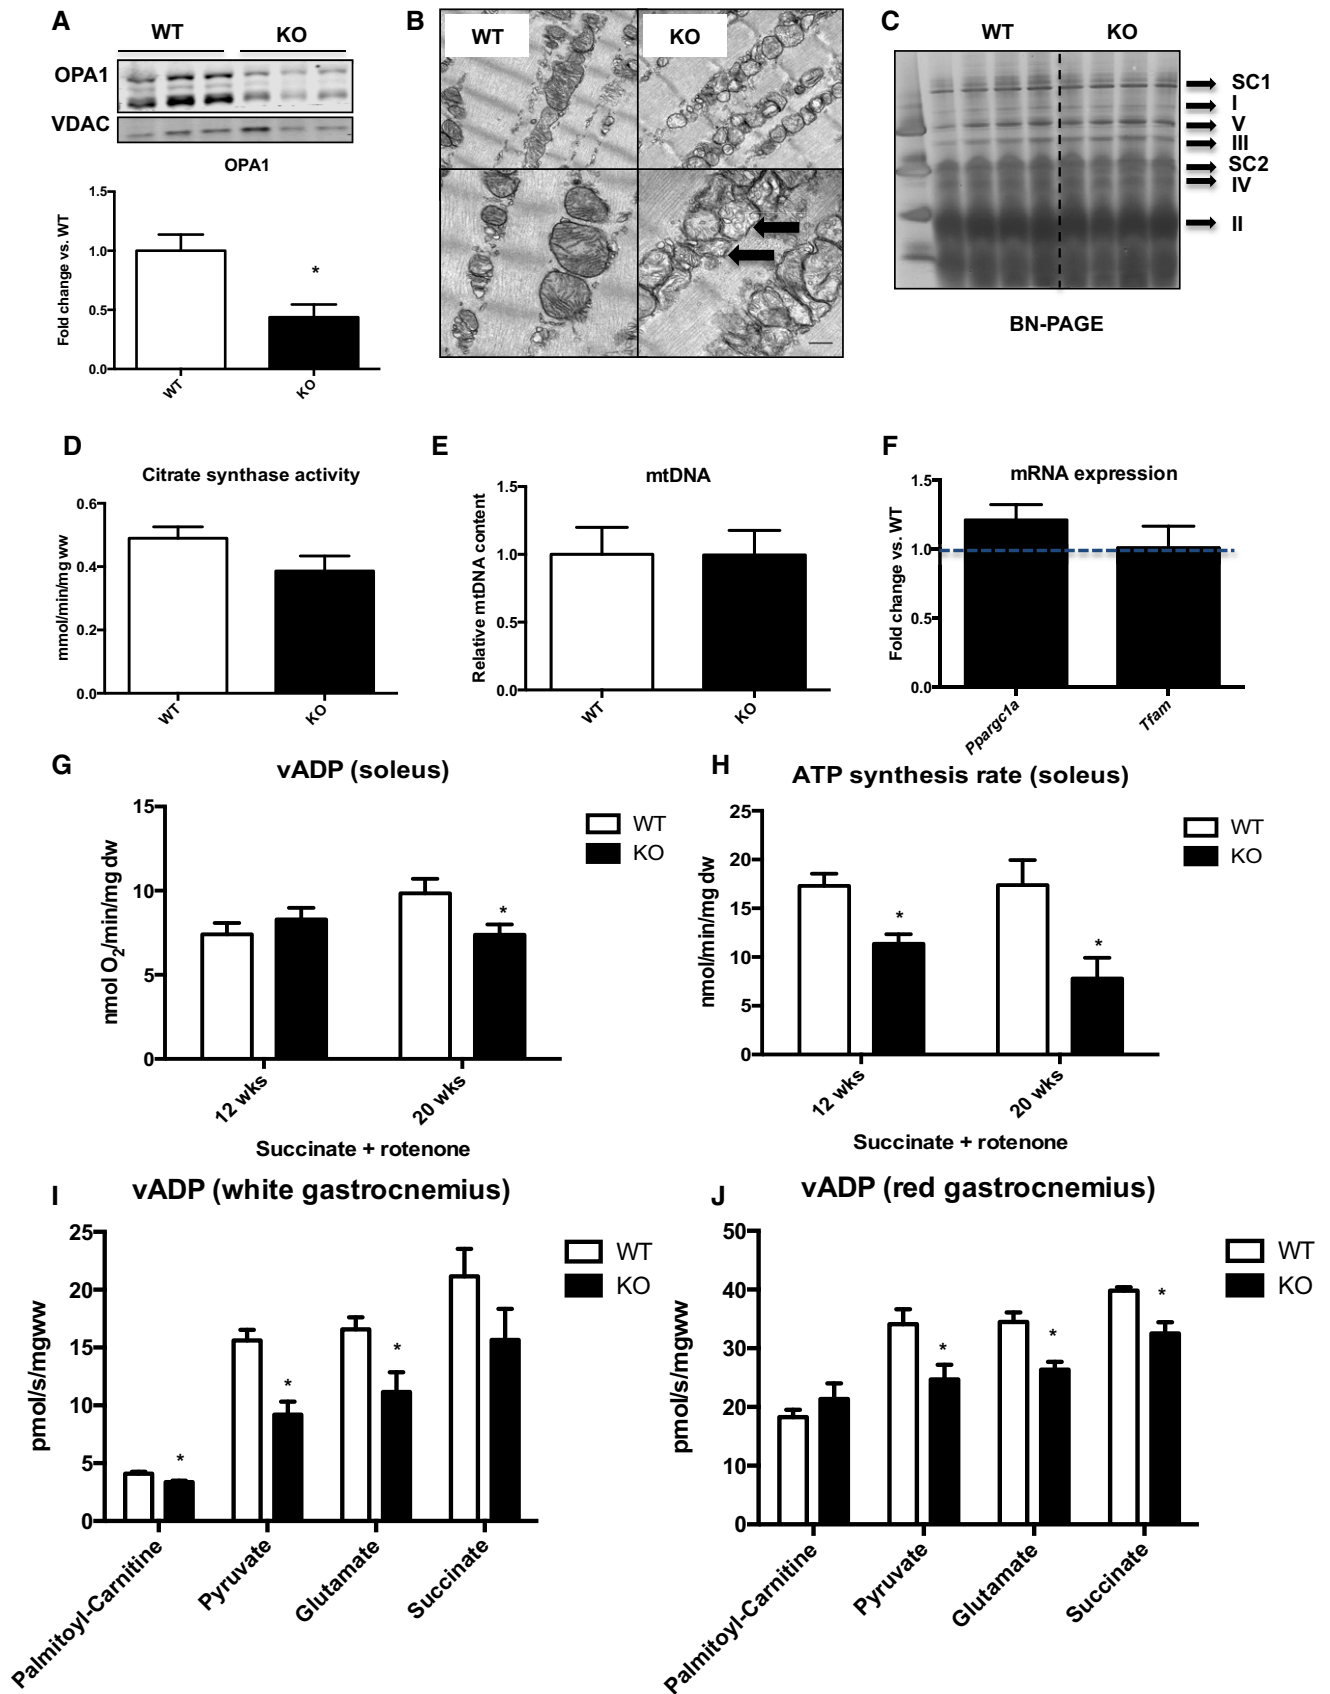 A
WT
KO
OPA1
VDAC
OPA1
Fold change vs. WT
1.5
1.0
0.5
0.0
*
WT
KO
B
WT
KO
C
WT
KO
SC1
I
V
III
SC2
IV
II
BN-PAGE
D
Citrate synthase activity
mmol/min/mgww
0.6
0.4
0.2
0.0
WT
KO
E
mtDNA
Relative mtDNA content
1.5
1.0
0.5
0.0
WT
KO
F
mRNA expression
Fold change vs. WT
1.5
1.0
0.5
0.0
Ppargc1a
Tfam
G
vADP (soleus)
nmol O2/min/mg dw
15
10
5
0
*
WT
KO
12 wks
20 wks
Succinate + rotenone
H
ATP synthesis rate (soleus)
nmol/min/mg dw
25
20
15
10
5
0
*
*
WT
KO
12 wks
20 wks
Succinate + rotenone
I
vADP (white gastrocnemius)
pmol/s/mgww
25
20
15
10
5
0
*
*
*
WT
KO
Palmitoyl-Carnitine
Pyruvate
Glutamate
Succinate
J
vADP (red gastrocnemius)
pmol/s/mgww
50
40
30
20
10
0
*
*
*
WT
KO
Palmitoyl-Carnitine
Pyruvate
Glutamate
Succinate